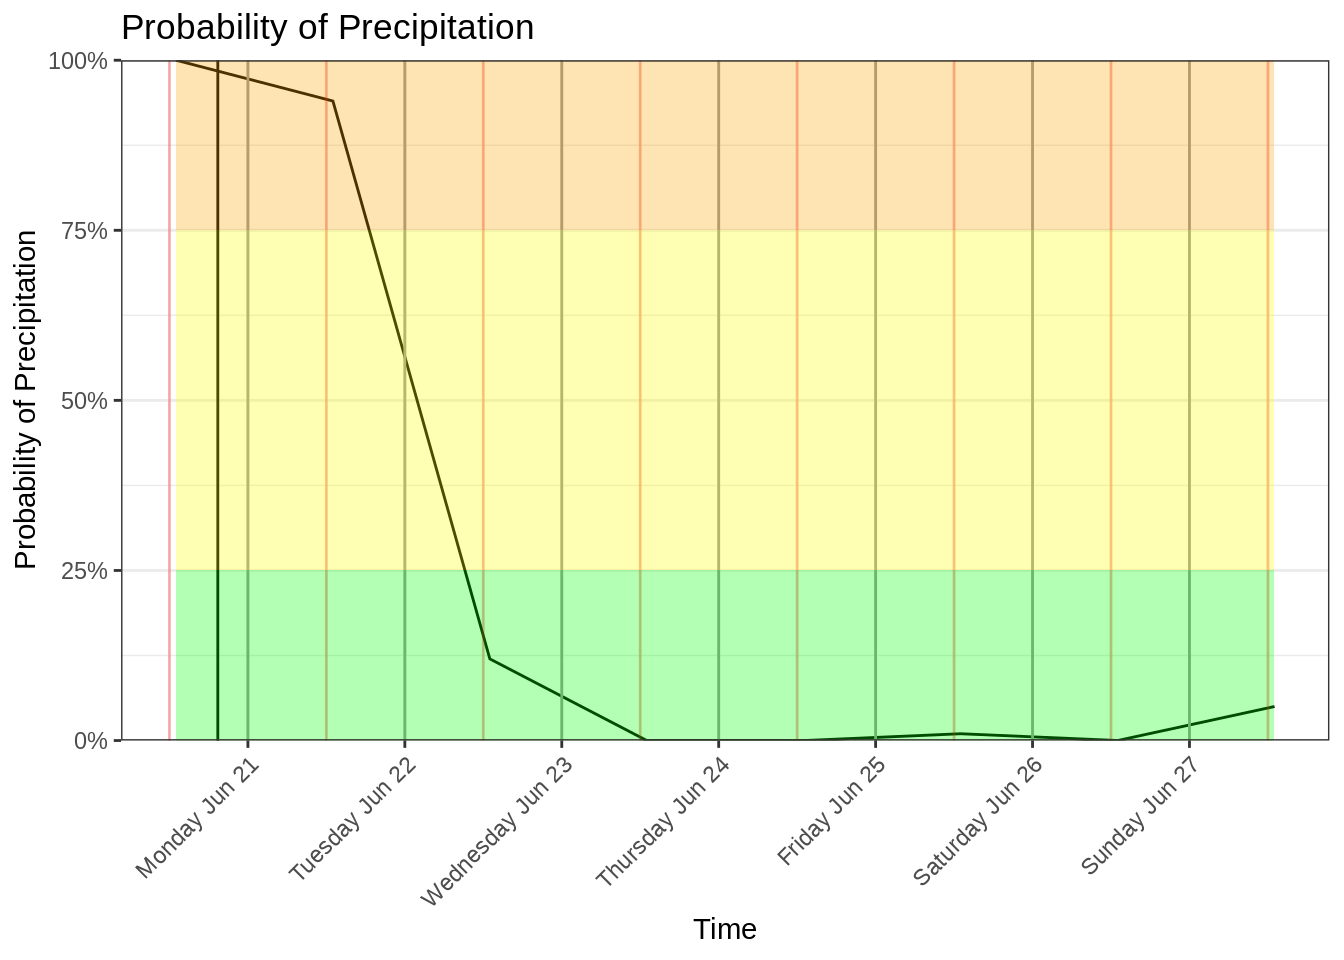 Probability of Precipitation
100%
75%
50%
25%
0%
Probability of Precipitation
Monday Jun 21
Tuesday Jun 22
Wednesday Jun 23
Thursday Jun 24
Friday Jun 25
Saturday Jun 26
Sunday Jun 27
Time